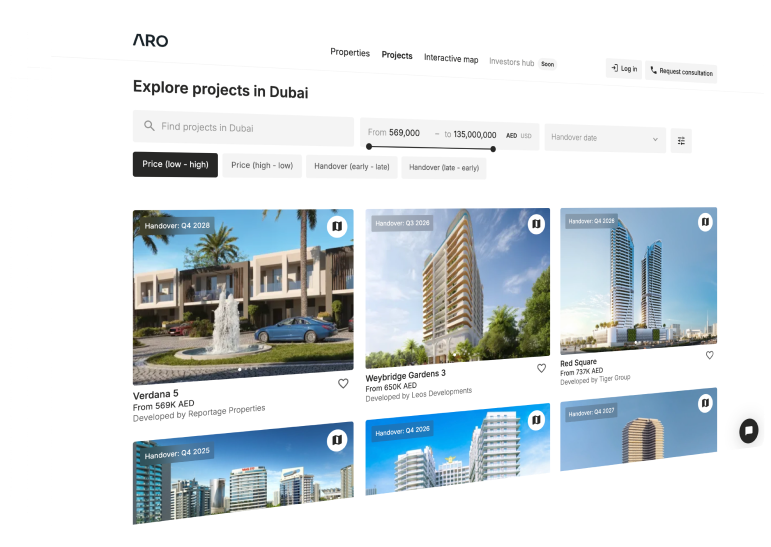 ARO
Properties
Projects
Interactive map
Investors hub
Soon
Log in
Request consultation
Explore projects in Dubai
Find projects in Dubai
From 569,000 – to 135,000,000 AED USD
Handover date
Price (low - high)
Price (high - low)
Handover (early - late)
Handover (late - early)
Handover: Q4 2028
Handover: Q3 2026
Handover: Q4 2026
Verdana 5
From 569K AED
Developed by Reportage Properties
Weybridge Gardens 3
From 650K AED
Developed by Leos Developments
Red Square
From 737K AED
Developed by Tiger Group
Handover: Q4 2025
Handover: Q4 2026
Handover: Q4 2027